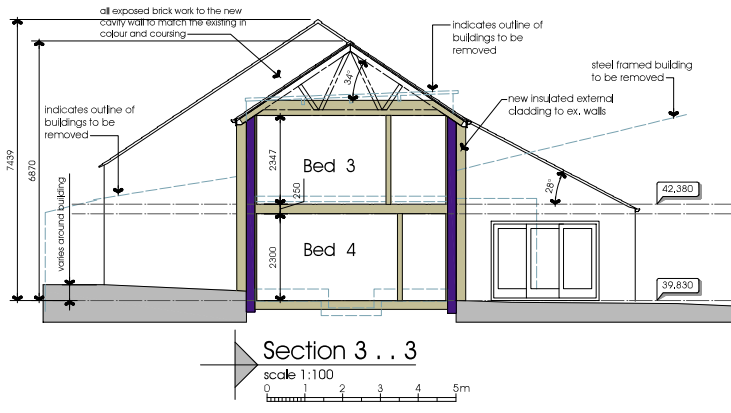 all exposed brick work to the new
cavity wall to match the existing in
colour and coursing
indicates outline of
buildings to be
removed
steel framed building
to be removed
34°
indicates outline of
buildings to be
removed
new insulated external
cladding to ex. walls
7439
6870
2347
Bed 3
250
28°
42,380
varies around building
2300
Bed 4
39,830
Section 3 . . 3
scale 1:100
0 1 2 3 4 5m